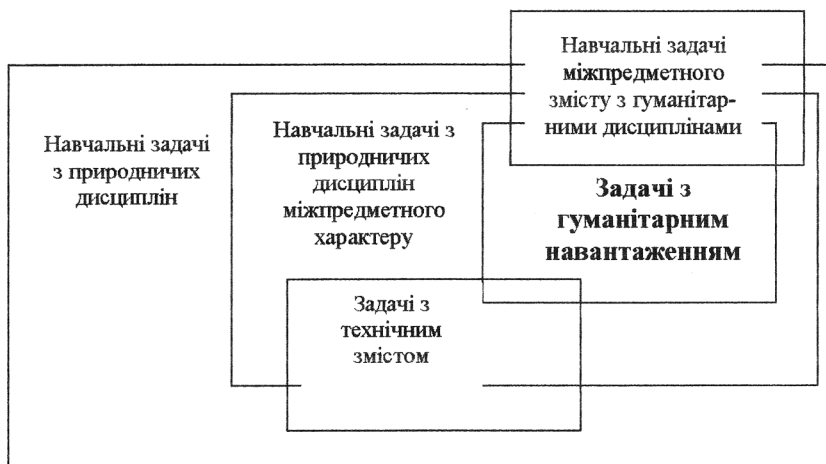 Навчальні задачі
міжпредметного
змісту з гуманітар-
ними дисциплінами
Навчальні задачі
з природничих
дисциплін
Навчальні задачі з
природничих
дисциплін
міжпредметного
характеру
Задачі з
гуманітарним
навантаженням
Задачі з
технічним
змістом